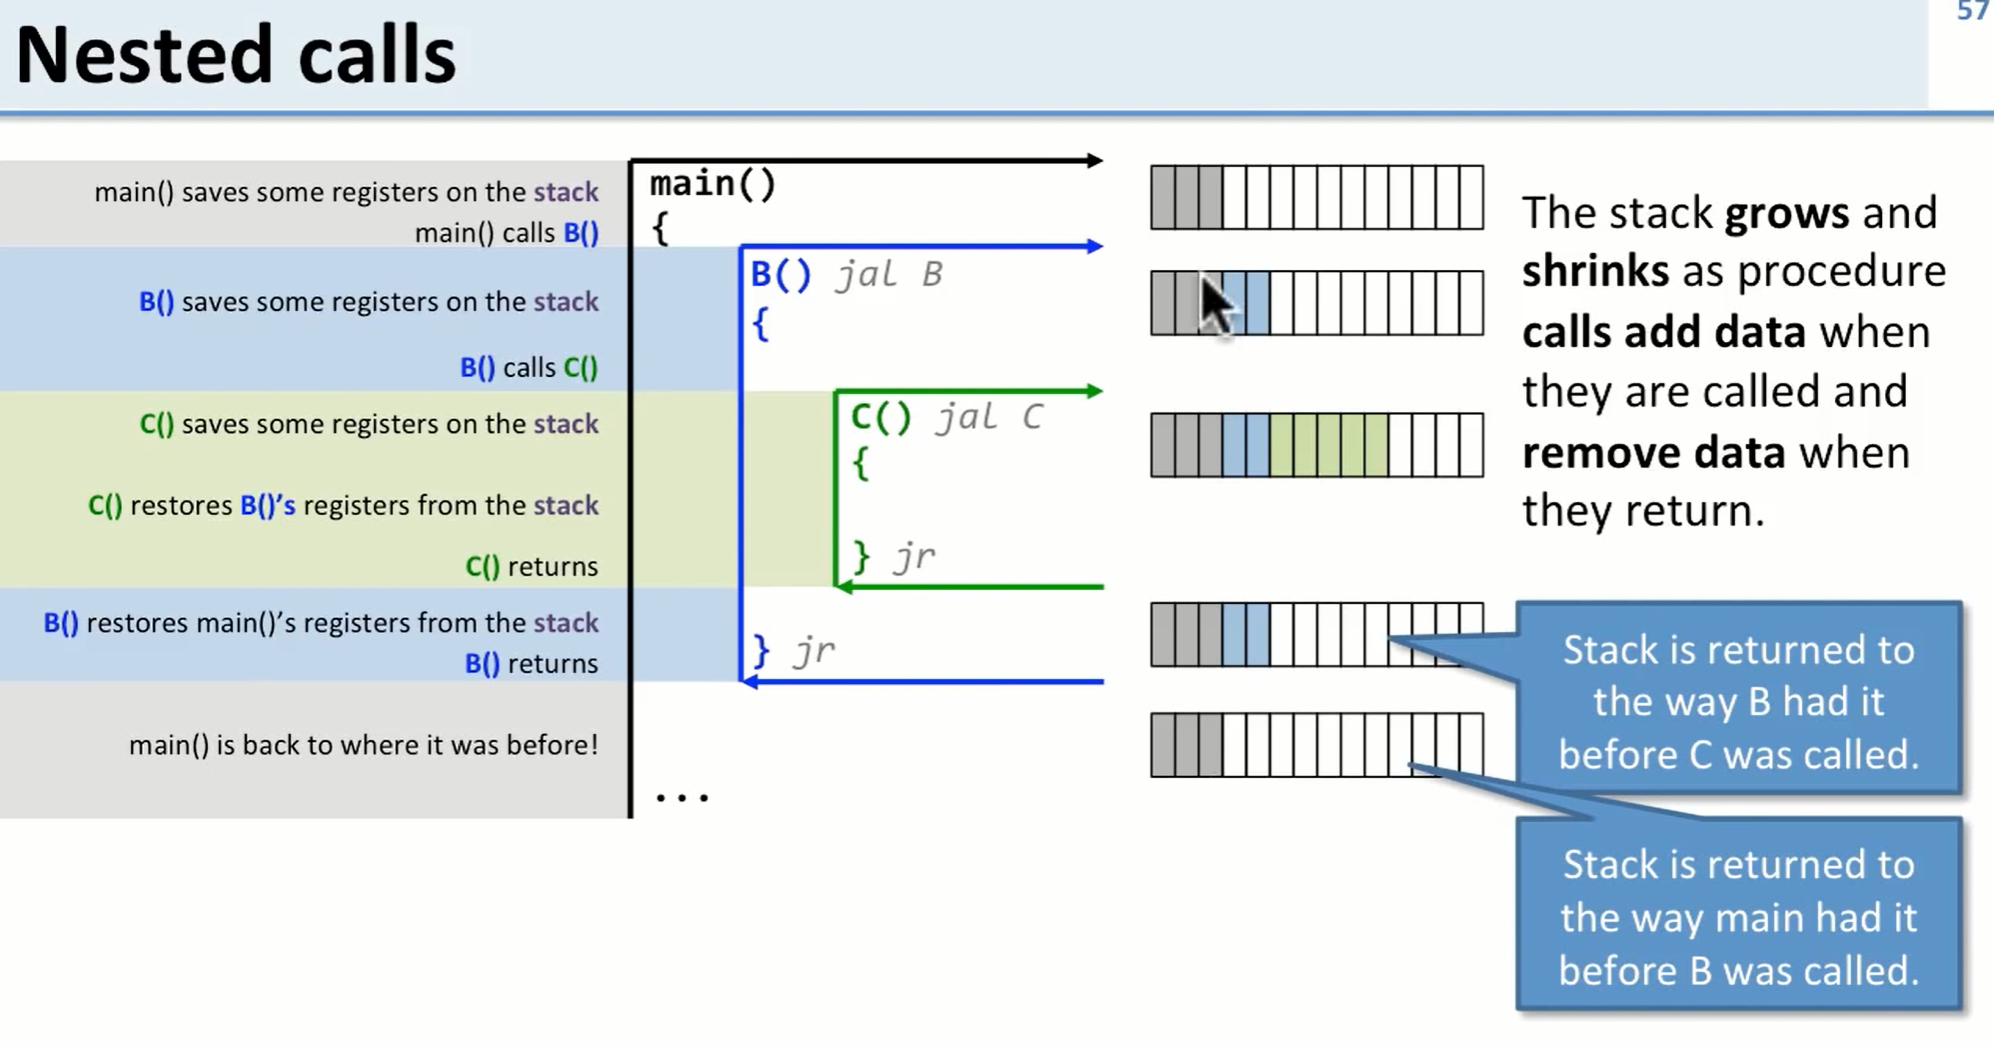 57
Nested calls
main() saves some registers on the stack
main() calls B()
B() saves some registers on the stack
B() calls C()
C() saves some registers on the stack
C() restores B()’s registers from the stack
C() returns
B() restores main()’s registers from the stack
B() returns
main() is back to where it was before!
main()
{
B() jal B
{
C() jal C
{
} jr
} jr
...
The stack grows and
shrinks as procedure
calls add data when
they are called and
remove data when
they return.
Stack is returned to
the way B had it
before C was called.
Stack is returned to
the way main had it
before B was called.